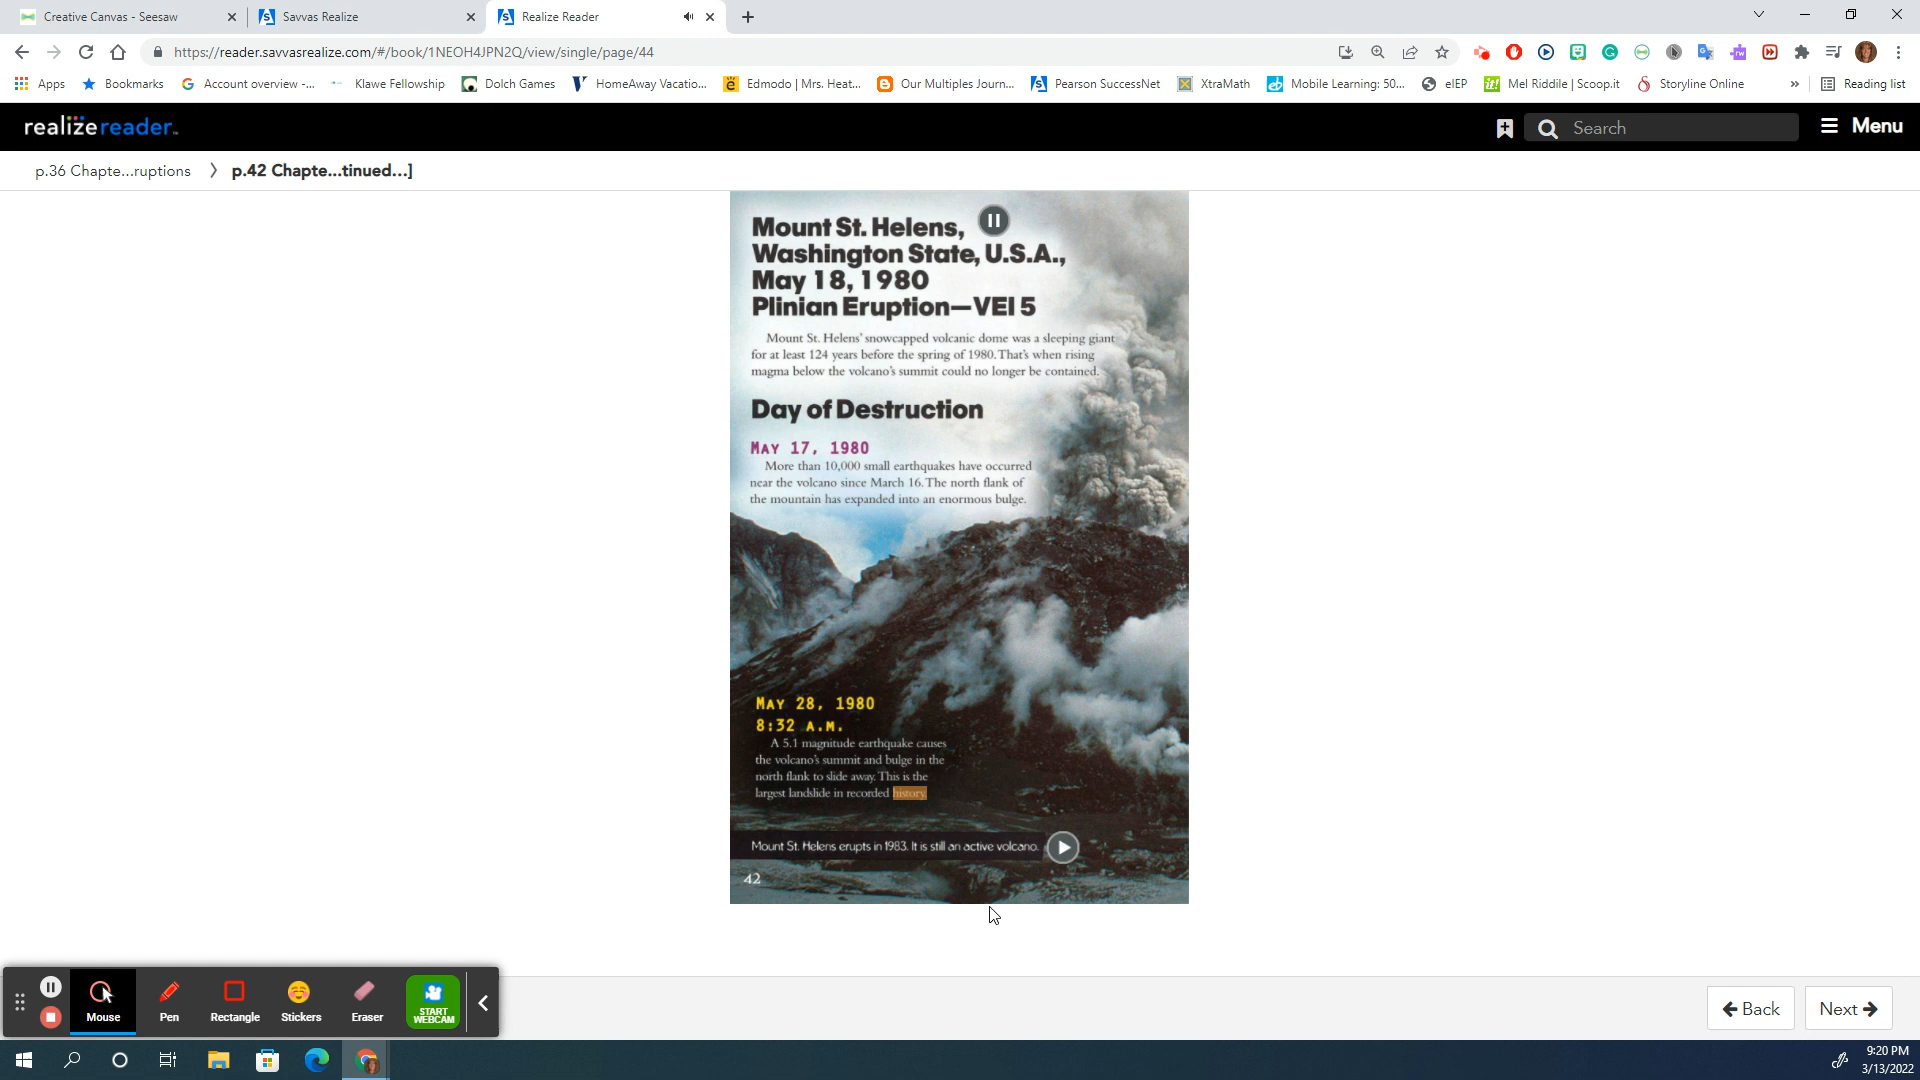 Creative Canvas - Seesaw
Savvas Realize
Realize Reader
https://reader.savvasrealize.com/#/book/1NEOH4JPN2Q/view/single/page/44
Apps
Bookmarks
Account overview -...
Klawe Fellowship
Dolch Games
HomeAway Vacatio...
Edmodo | Mrs. Heat...
Our Multiples Journ...
Pearson SuccessNet
XtraMath
Mobile Learning: 50...
eIEP
Mel Riddile | Scoop.it
Storyline Online
»
Reading list
realizereader™
Search
Menu
p.36 Chapte...ruptions
p.42 Chapte...tinued...]
Mount St. Helens,
Washington State, U.S.A.,
May 18, 1980
Plinian Eruption—VEI 5
Mount St. Helens' snowcapped volcanic dome was a sleeping giant
for at least 124 years before the spring of 1980. That's when rising
magma below the volcano's summit could no longer be contained.
Day of Destruction
MAY 17, 1980
More than 10,000 small earthquakes have occurred
near the volcano since March 16. The north flank of
the mountain has expanded into an enormous bulge.
MAY 28, 1980
8:32 A.M.
A 5.1 magnitude earthquake causes
the volcano's summit and bulge in the
north flank to slide away. This is the
largest landslide in recorded history.
Mount St. Helens erupts in 1983. It is still an active volcano.
42
Mouse
Pen
Rectangle
Stickers
Eraser
START
WEBCAM
Back
Next
9:20 PM
3/13/2022